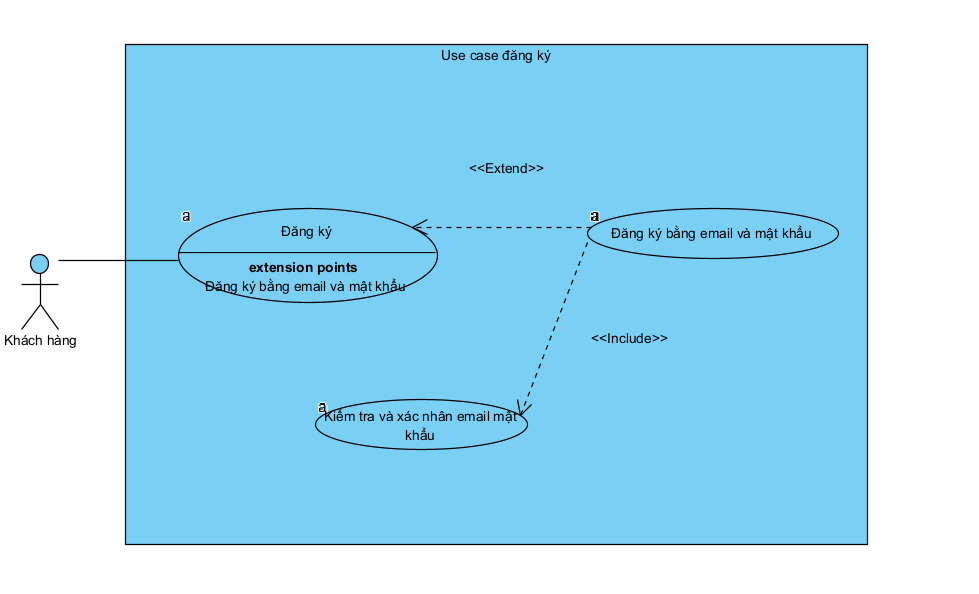 Use case đăng ký
<<Extend>>
a
Đăng ký
extension points
Đăng ký bằng email và mật khẩu
a
Đăng ký bằng email và mật khẩu
Khách hàng
<<Include>>
a
Kiểm tra và xác nhân email mật
khẩu